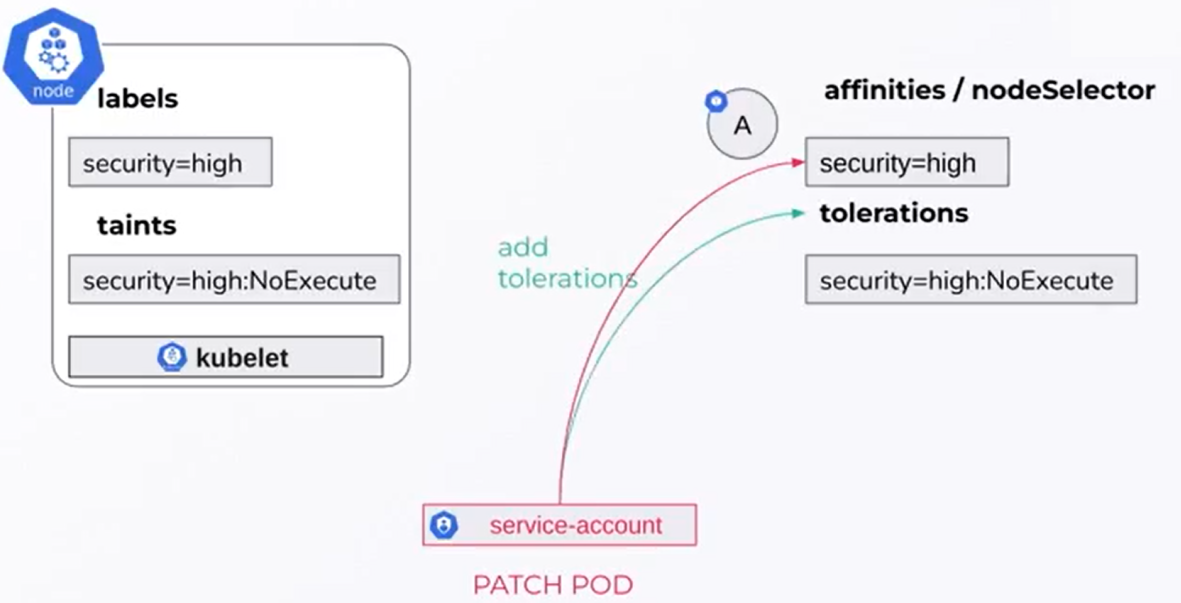 node
labels
security=high
taints
security=high:NoExecute
kubelet
A
affinities / nodeSelector
security=high
tolerations
security=high:NoExecute
add
tolerations
service-account
PATCH POD